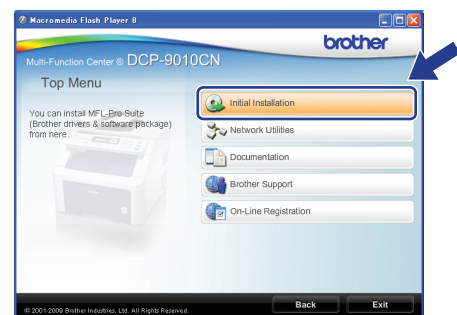 Macromedia Flash Player 8
brother
Multi-Function Center ® DCP-9010CN
Top Menu
You can install MFL-Pro Suite
(Brother drivers & software package)
from here.
Initial Installation
Network Utilities
Documentation
Brother Support
On-Line Registration
© 2001-2009 Brother Industries, Ltd. All Rights Reserved.
Back
Exit